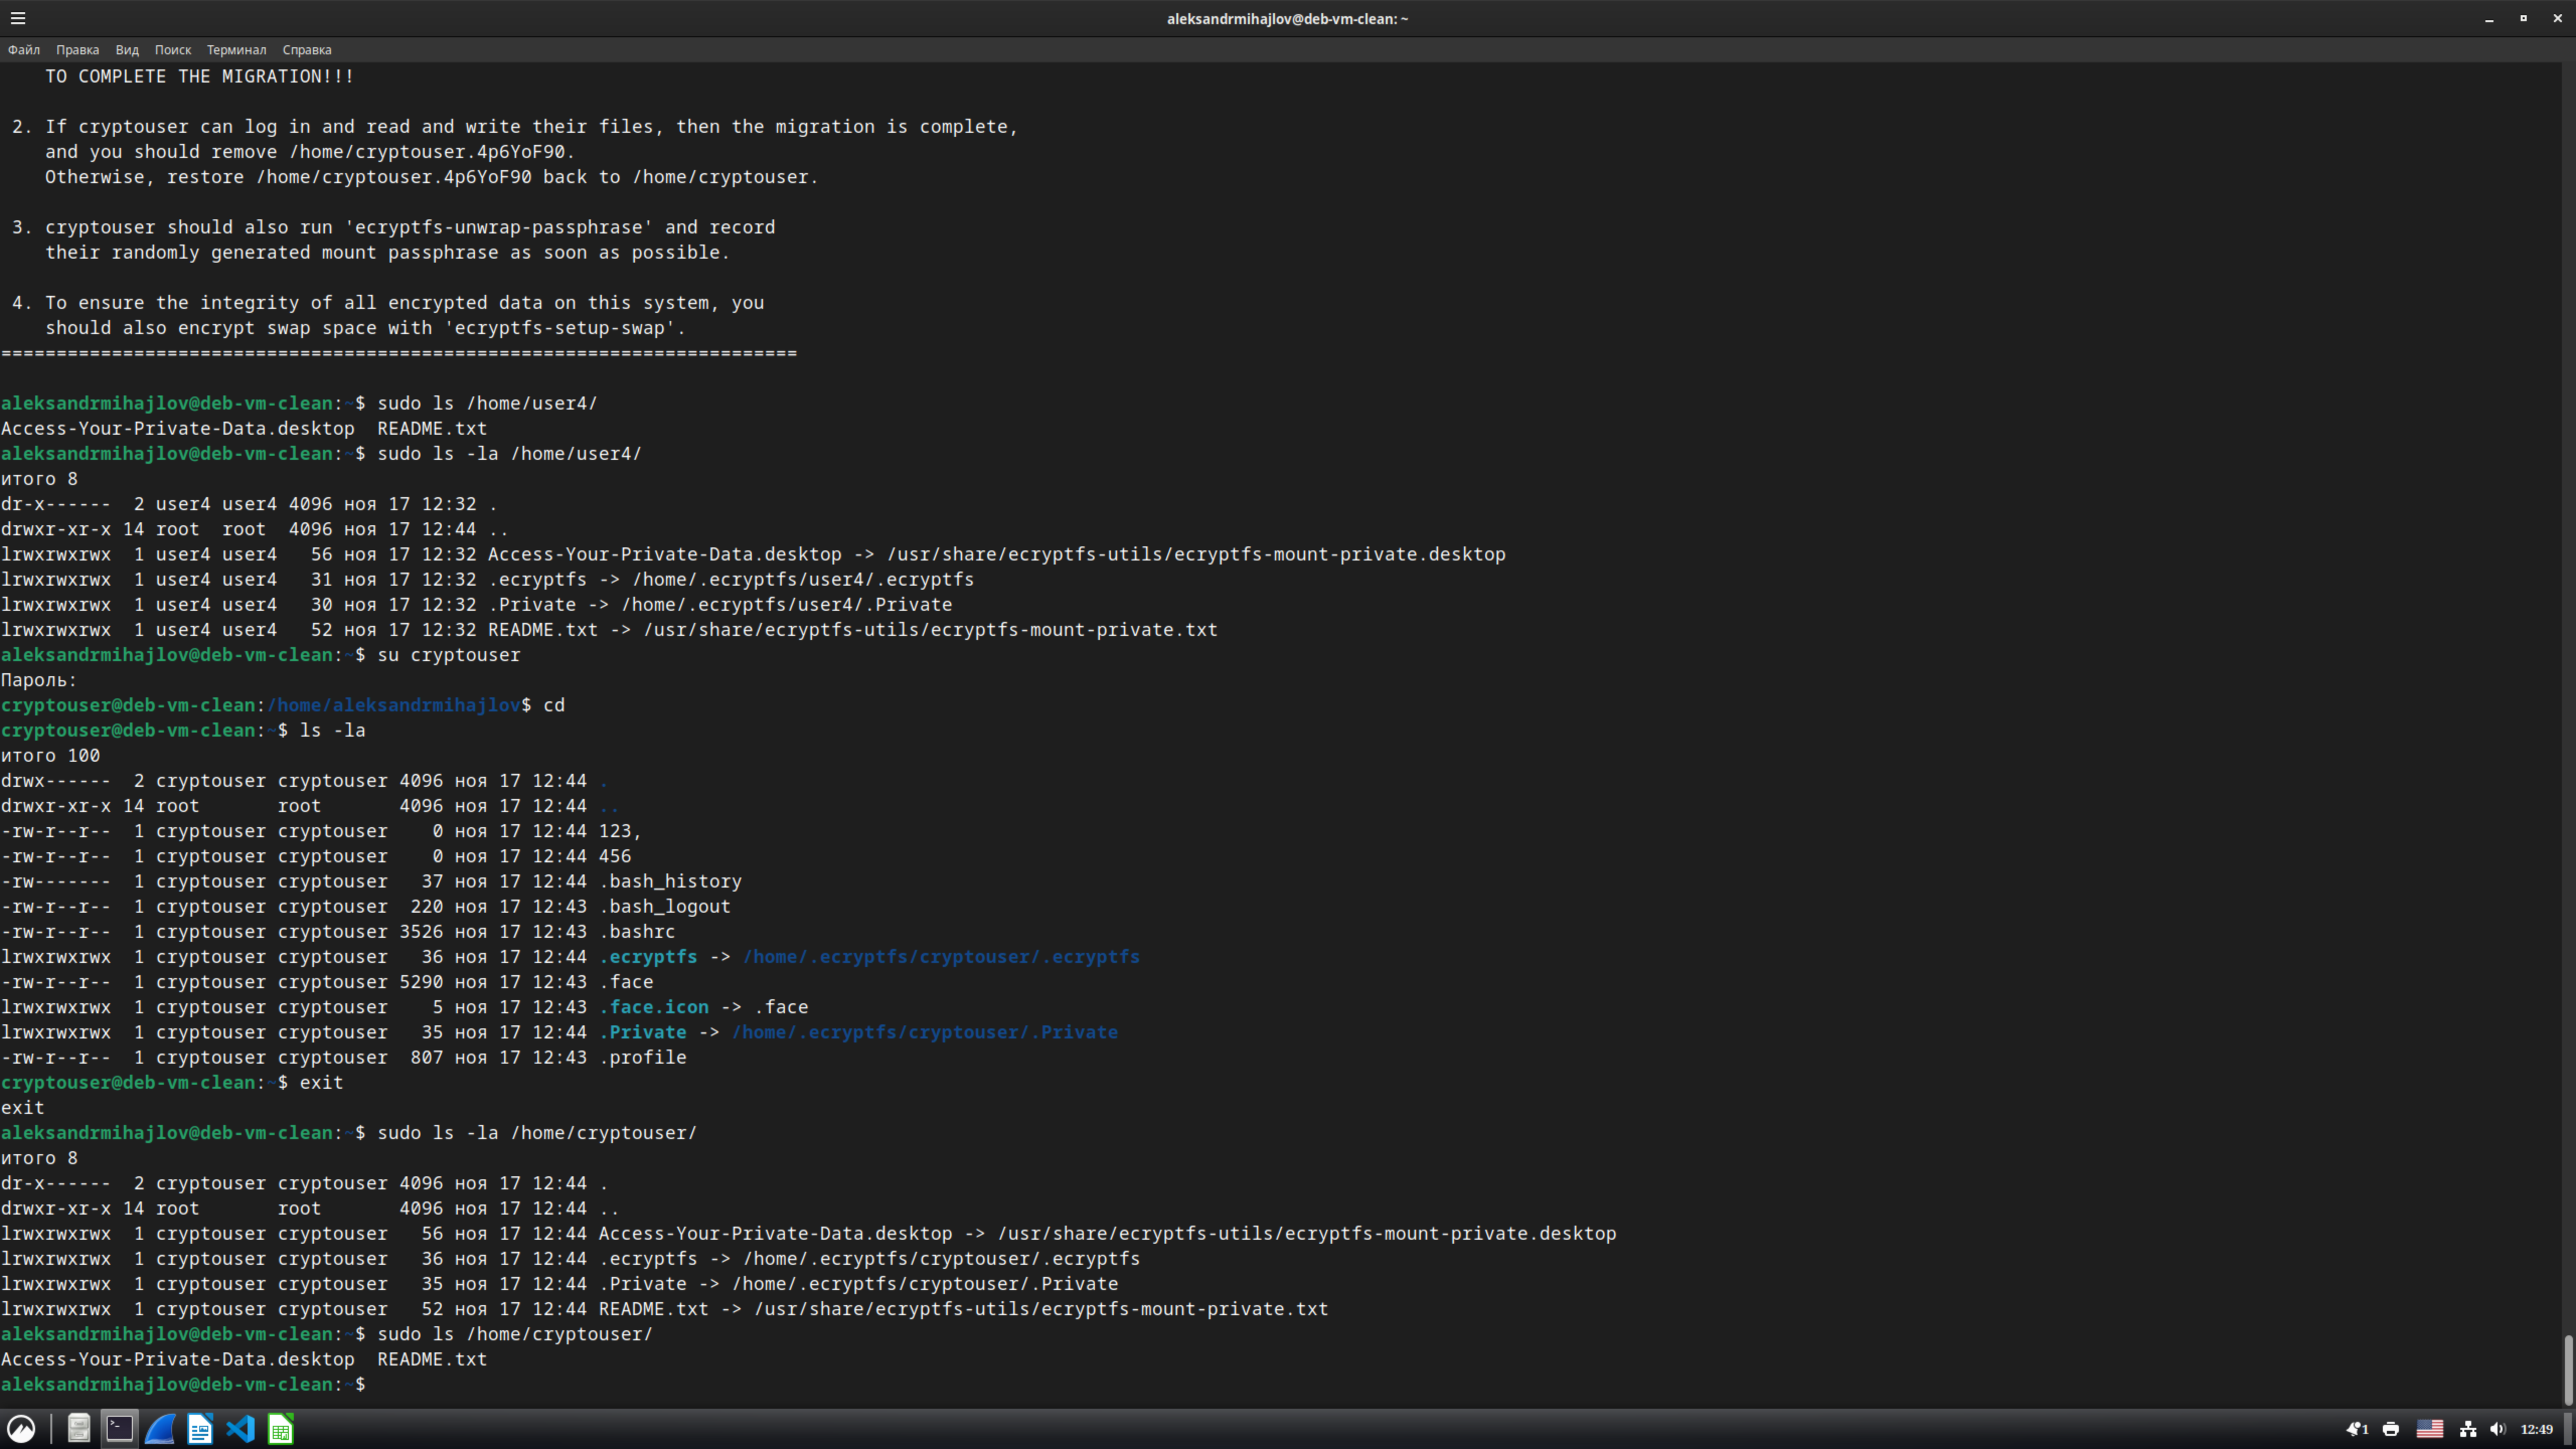 aleksandrmihajlov@deb-vm-clean: ~
Файл Правка Вид Поиск Терминал Справка
    TO COMPLETE THE MIGRATION!!!

 2. If cryptouser can log in and read and write their files, then the migration is complete,
    and you should remove /home/cryptouser.4p6YoF90.
    Otherwise, restore /home/cryptouser.4p6YoF90 back to /home/cryptouser.

 3. cryptouser should also run 'ecryptfs-unwrap-passphrase' and record
    their randomly generated mount passphrase as soon as possible.

 4. To ensure the integrity of all encrypted data on this system, you
    should also encrypt swap space with 'ecryptfs-setup-swap'.
========================================================================

aleksandrmihajlov@deb-vm-clean:~$ sudo ls /home/user4/
Access-Your-Private-Data.desktop  README.txt
aleksandrmihajlov@deb-vm-clean:~$ sudo ls -la /home/user4/
итого 8
dr-x------  2 user4 user4 4096 ноя 17 12:32 .
drwxr-xr-x 14 root  root  4096 ноя 17 12:44 ..
lrwxrwxrwx  1 user4 user4   56 ноя 17 12:32 Access-Your-Private-Data.desktop -> /usr/share/ecryptfs-utils/ecryptfs-mount-private.desktop
lrwxrwxrwx  1 user4 user4   31 ноя 17 12:32 .ecryptfs -> /home/.ecryptfs/user4/.ecryptfs
lrwxrwxrwx  1 user4 user4   30 ноя 17 12:32 .Private -> /home/.ecryptfs/user4/.Private
lrwxrwxrwx  1 user4 user4   52 ноя 17 12:32 README.txt -> /usr/share/ecryptfs-utils/ecryptfs-mount-private.txt
aleksandrmihajlov@deb-vm-clean:~$ su cryptouser
Пароль:
cryptouser@deb-vm-clean:/home/aleksandrmihajlov$ cd
cryptouser@deb-vm-clean:~$ ls -la
итого 100
drwx------  2 cryptouser cryptouser 4096 ноя 17 12:44 .
drwxr-xr-x 14 root       root       4096 ноя 17 12:44 ..
-rw-r--r--  1 cryptouser cryptouser    0 ноя 17 12:44 123,
-rw-r--r--  1 cryptouser cryptouser    0 ноя 17 12:44 456
-rw-------  1 cryptouser cryptouser   37 ноя 17 12:44 .bash_history
-rw-r--r--  1 cryptouser cryptouser  220 ноя 17 12:43 .bash_logout
-rw-r--r--  1 cryptouser cryptouser 3526 ноя 17 12:43 .bashrc
lrwxrwxrwx  1 cryptouser cryptouser   36 ноя 17 12:44 .ecryptfs -> /home/.ecryptfs/cryptouser/.ecryptfs
-rw-r--r--  1 cryptouser cryptouser 5290 ноя 17 12:43 .face
lrwxrwxrwx  1 cryptouser cryptouser    5 ноя 17 12:43 .face.icon -> .face
lrwxrwxrwx  1 cryptouser cryptouser   35 ноя 17 12:44 .Private -> /home/.ecryptfs/cryptouser/.Private
-rw-r--r--  1 cryptouser cryptouser  807 ноя 17 12:43 .profile
cryptouser@deb-vm-clean:~$ exit
exit
aleksandrmihajlov@deb-vm-clean:~$ sudo ls -la /home/cryptouser/
итого 8
dr-x------  2 cryptouser cryptouser 4096 ноя 17 12:44 .
drwxr-xr-x 14 root       root       4096 ноя 17 12:44 ..
lrwxrwxrwx  1 cryptouser cryptouser   56 ноя 17 12:44 Access-Your-Private-Data.desktop -> /usr/share/ecryptfs-utils/ecryptfs-mount-private.desktop
lrwxrwxrwx  1 cryptouser cryptouser   36 ноя 17 12:44 .ecryptfs -> /home/.ecryptfs/cryptouser/.ecryptfs
lrwxrwxrwx  1 cryptouser cryptouser   35 ноя 17 12:44 .Private -> /home/.ecryptfs/cryptouser/.Private
lrwxrwxrwx  1 cryptouser cryptouser   52 ноя 17 12:44 README.txt -> /usr/share/ecryptfs-utils/ecryptfs-mount-private.txt
aleksandrmihajlov@deb-vm-clean:~$ sudo ls /home/cryptouser/
Access-Your-Private-Data.desktop  README.txt
aleksandrmihajlov@deb-vm-clean:~$
1 12:49